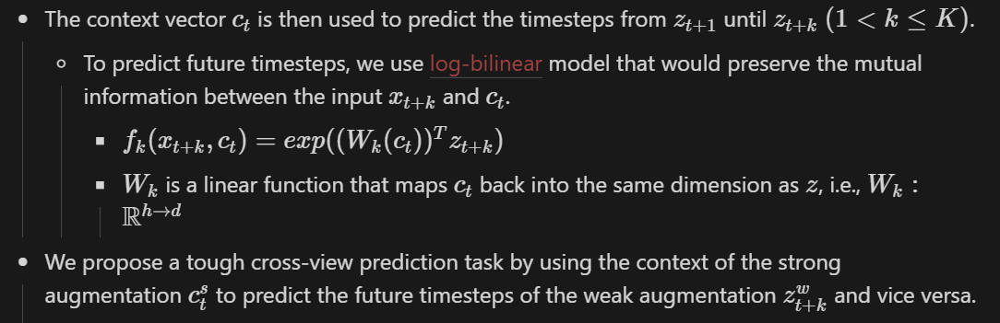 • The context vector $c_t$ is then used to predict the timesteps from $z_{t+1}$ until $z_{t+k}$ $(1 < k \leq K)$.
∘ To predict future timesteps, we use log-bilinear model that would preserve the mutual
information between the input $x_{t+k}$ and $c_t$.
▪ $f_k(x_{t+k}, c_t) = exp((W_k(c_t))^T z_{t+k})$
▪ $W_k$ is a linear function that maps $c_t$ back into the same dimension as $z$, i.e., $W_k :$
$\mathbb{R}^{h \rightarrow d}$
• We propose a tough cross-view prediction task by using the context of the strong
augmentation $c_t^s$ to predict the future timesteps of the weak augmentation $z_{t+k}^w$ and vice versa.